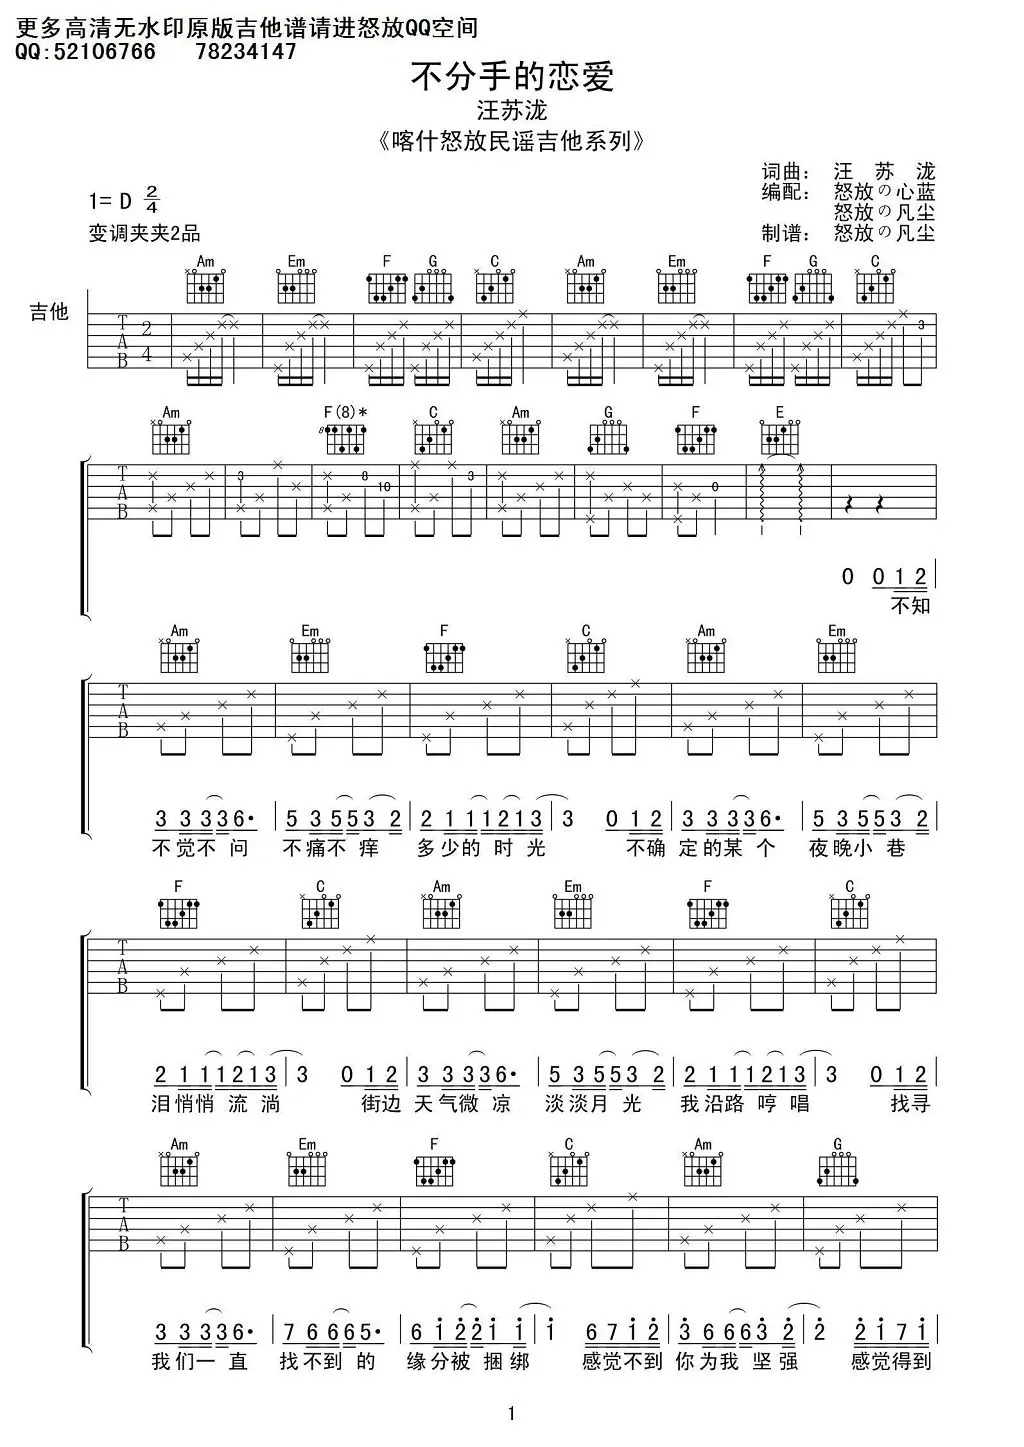 更多高清无水印原版吉他谱请进怒放QQ空间
QQ:52106766 78234147
不分手的恋爱
汪苏泷
《喀什怒放民谣吉他系列》
词曲： 汪 苏 泷
1= D 2/4
编配： 怒放の心蓝
怒放の凡尘
变调夹夹2品
制谱： 怒放の凡尘
Am Em F G C Am Em F G C
吉他
T A B 2 4 3
Am F(8)* C Am G F E
8
T A B 3 8 10 3 0
0 0 1 2
不知
Am Em F C Am Em
T A B
3 3 3 3 6· 5 3 5 5 3 2 2 1 1 1 2 1 3 3 0 1 2 3 3 3 3 6· 5 3 5 5 3 2
不觉不 问 不痛不 痒 多少的 时 光 不确 定的某 个 夜晚小 巷
F C Am Em F C
T A B
2 1 1 1 2 1 3 3 0 1 2 3 3 3 3 6· 5 3 5 5 3 2 2 1 1 1 2 1 3 3 0 1 2
泪悄悄 流 淌 街边 天气微 凉 淡淡月 光 我沿路 哼 唱 找寻
Am Em F C Am G
T A B
3 3 3 3 6· 7 6 6 6 5· 6 1 2 2 1 1 1 6 7 1 2 3 6 6 6 3 2 2 2 1 7 1
我们一 直 找不到 的 缘分被 捆 绑 感觉不到 你为我 坚 强 感觉得到
1